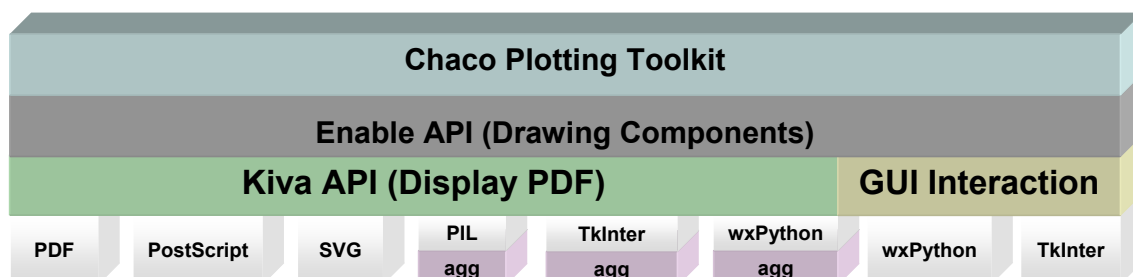 Chaco Plotting Toolkit
Enable API (Drawing Components)
Kiva API (Display PDF) GUI Interaction
PDF PostScript SVG PIL TkInter wxPython wxPython TkInter
agg agg agg